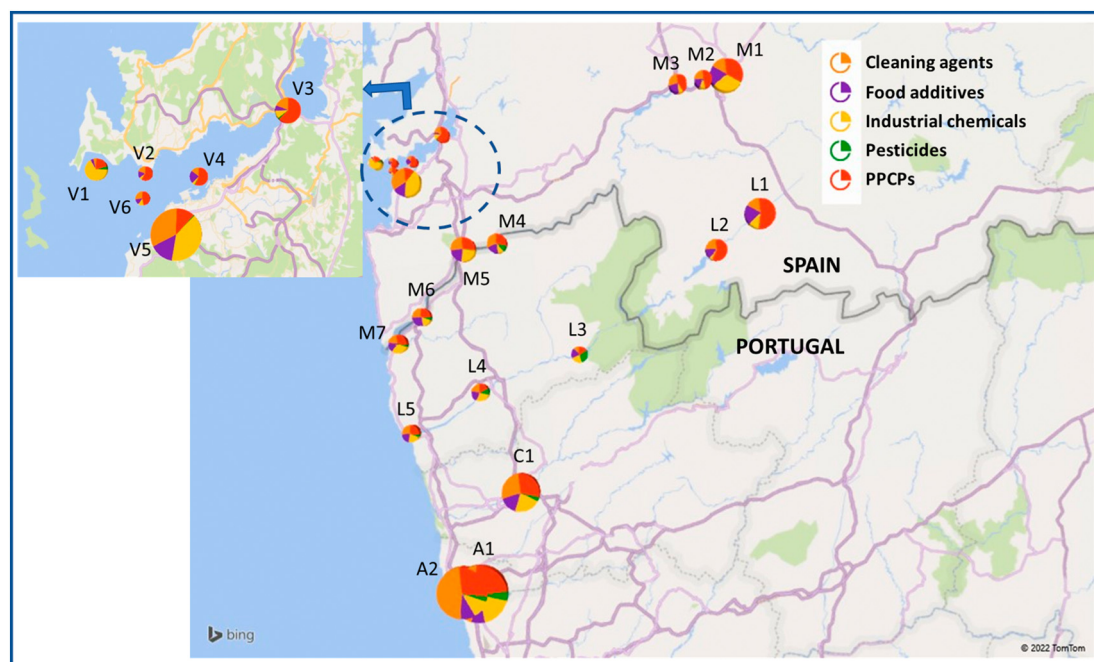 V3
V2
V4
V1
V6
V5
M3
M2
M1
Cleaning agents
Food additives
Industrial chemicals
Pesticides
PPCPs
L1
L2
M4
M5
SPAIN
M6
M7
PORTUGAL
L3
L4
L5
C1
A1
A2
bing
© 2022 TomTom